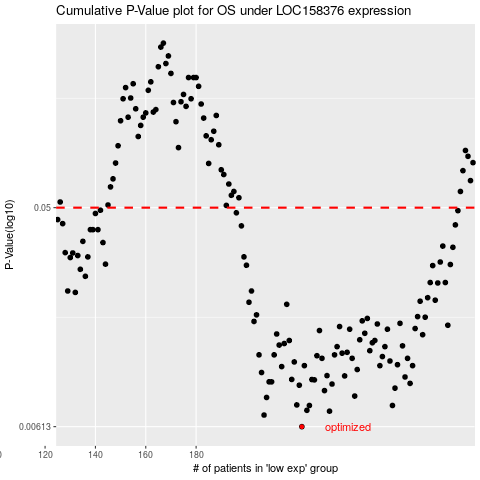 Cumulative P-Value plot for OS under LOC158376 expression
P-Value(log10)
0.05
0.00613
optimized
0 120 140 160 180
# of patients in 'low exp' group